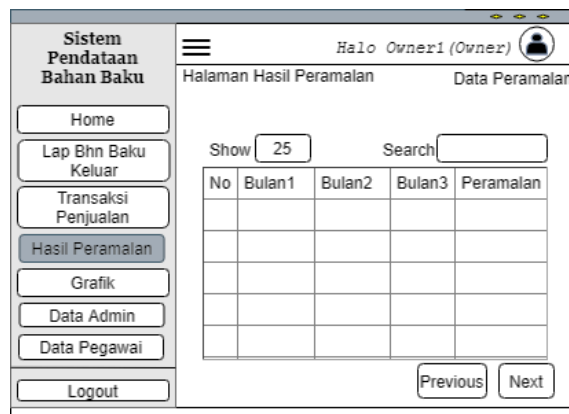 Sistem
Pendataan
Bahan Baku
Home
Lap Bhn Baku
Keluar
Transaksi
Penjualan
Hasil Peramalan
Grafik
Data Admin
Data Pegawai
Logout
Halo Owner1(Owner)
Halaman Hasil Peramalan Data Peramalan
Show 25 Search
No Bulan1 Bulan2 Bulan3 Peramalan
Previous Next